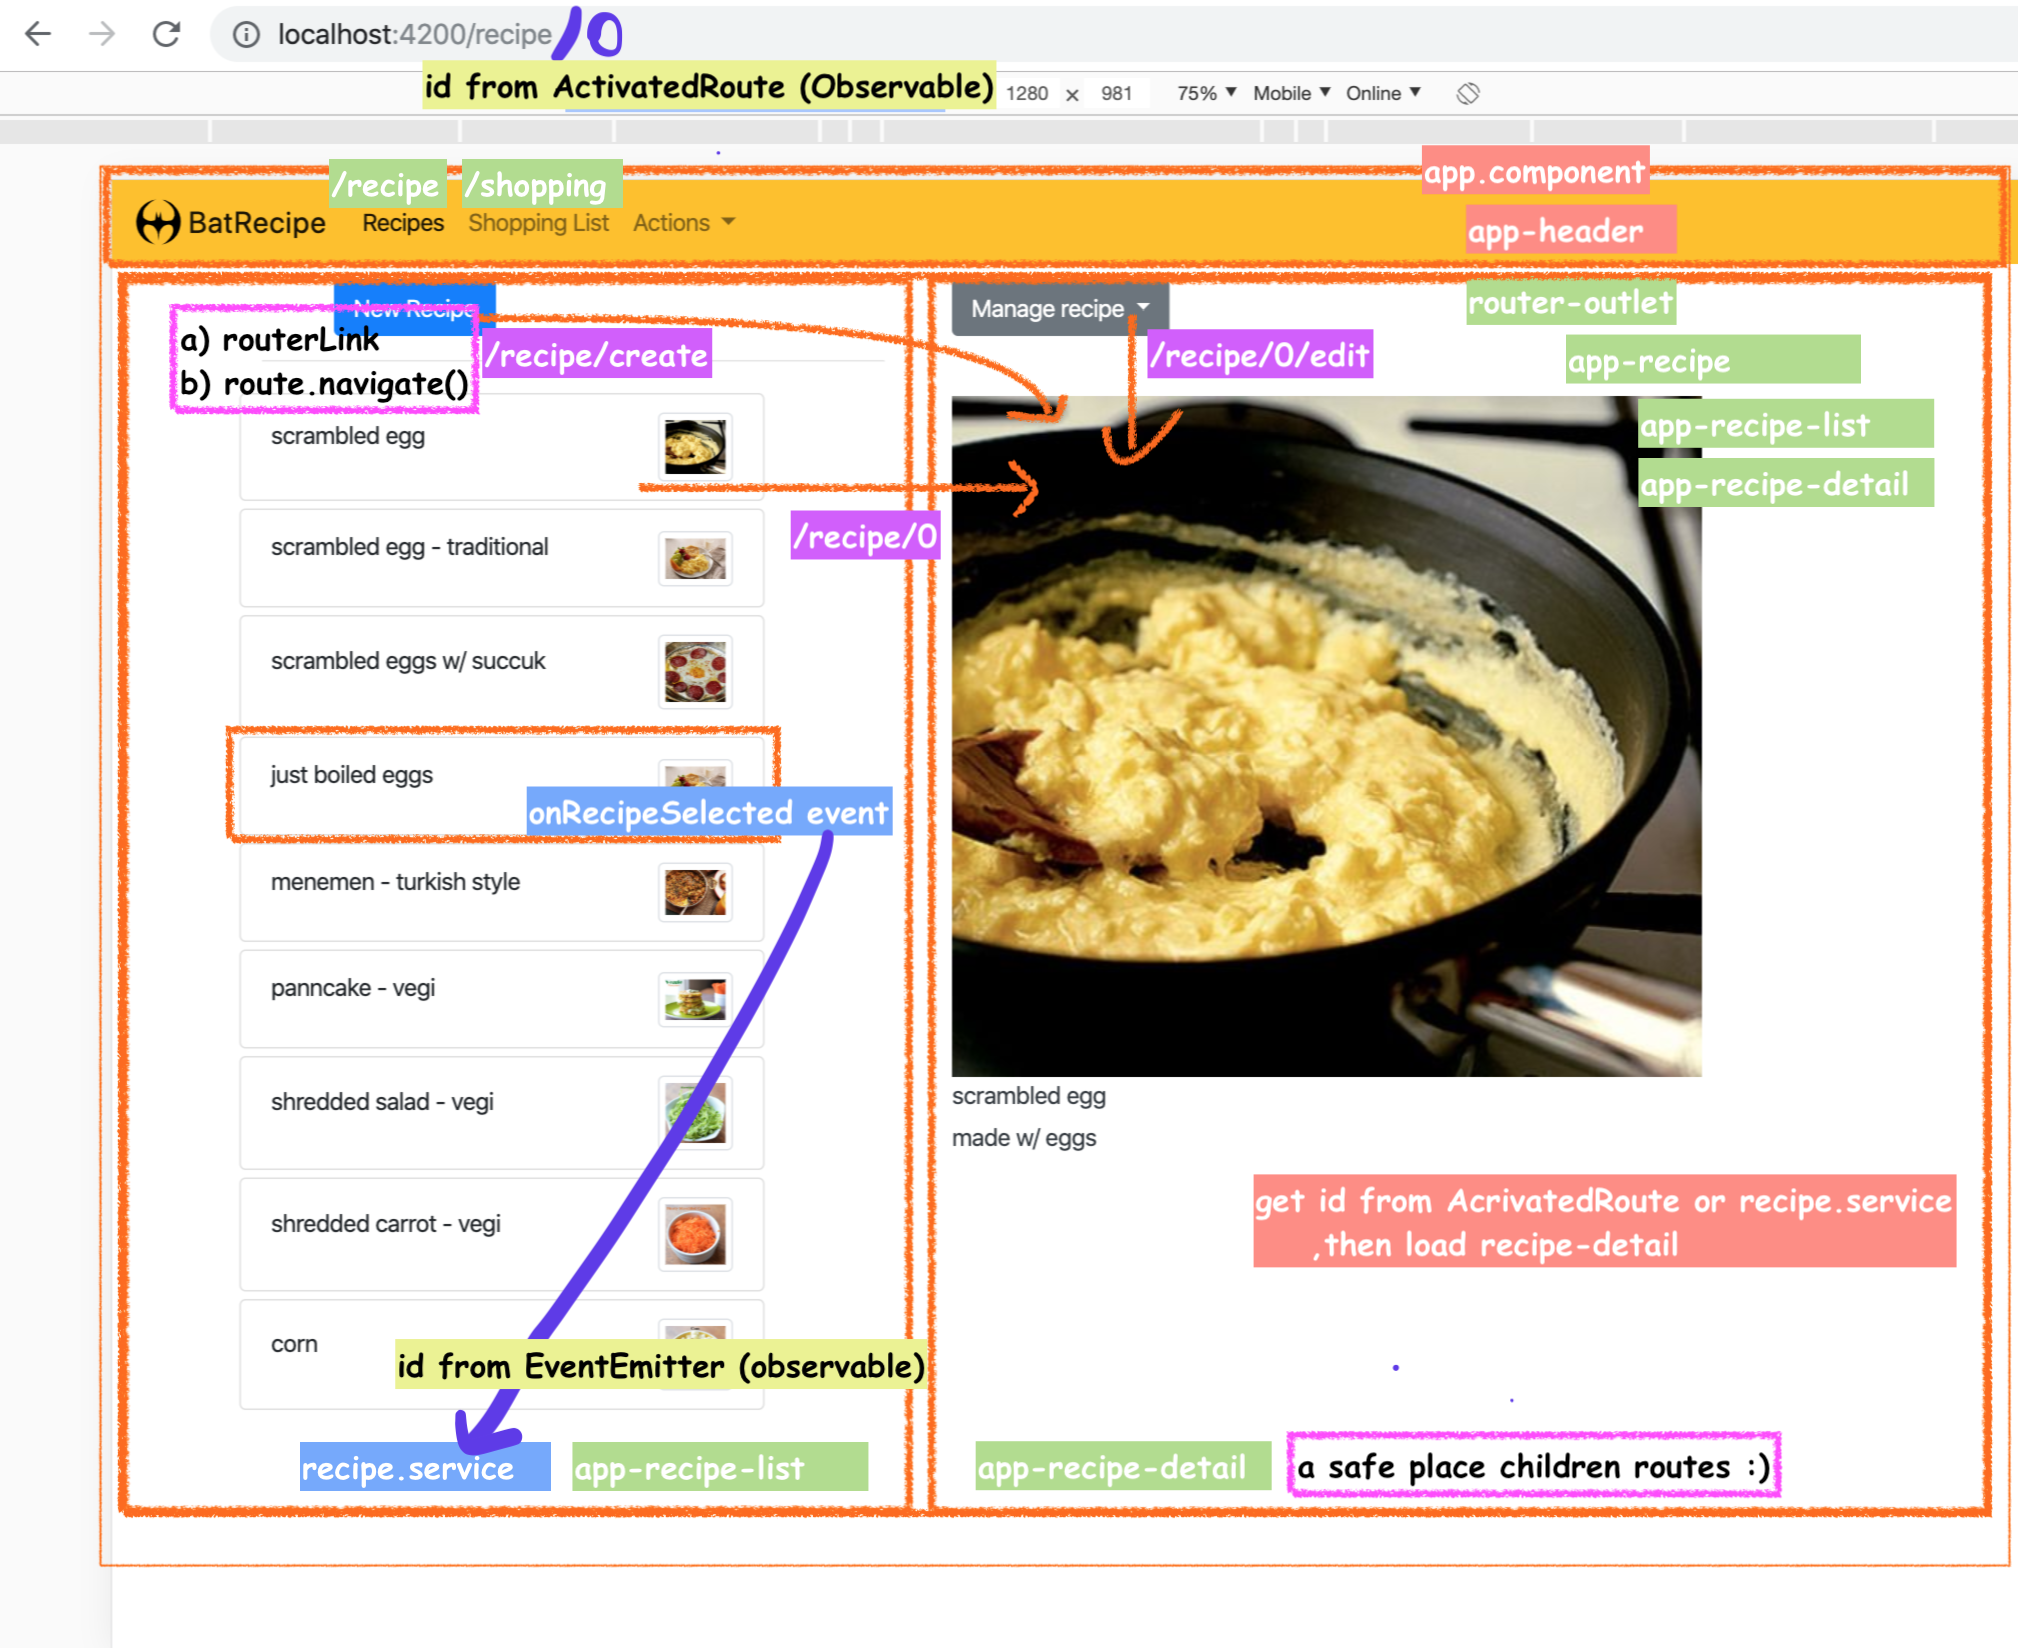 localhost:4200/recipe/0
id from ActivatedRoute (Observable)
1280 × 981 75% Mobile Online
/recipe /shopping
app.component
BatRecipe Recipes Shopping List Actions
app-header
New Recipe
Manage recipe
router-outlet
a) routerLink
b) route.navigate()
/recipe/create
/recipe/0/edit
app-recipe
app-recipe-list
app-recipe-detail
scrambled egg
/recipe/0
scrambled egg - traditional
scrambled eggs w/ succuk
just boiled eggs
onRecipeSelected event
menemen - turkish style
panncake - vegi
shredded salad - vegi
shredded carrot - vegi
corn
id from EventEmitter (observable)
recipe.service
app-recipe-list
scrambled egg
made w/ eggs
get id from AcrivatedRoute or recipe.service
,then load recipe-detail
app-recipe-detail
a safe place children routes :)